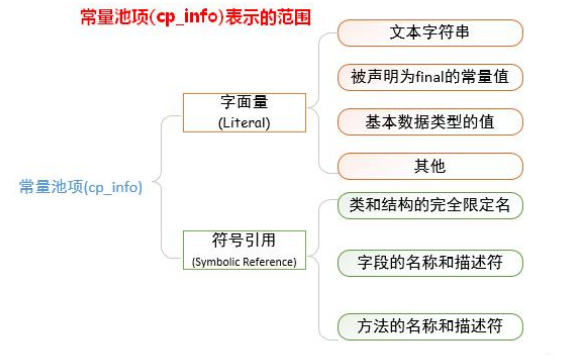 常量池项(cp_info)表示的范围
常量池项(cp_info)
字面量
(Literal)
文本字符串
被声明为final的常量值
基本数据类型的值
其他
符号引用
(Symbolic Reference)
类和结构的完全限定名
字段的名称和描述符
方法的名称和描述符